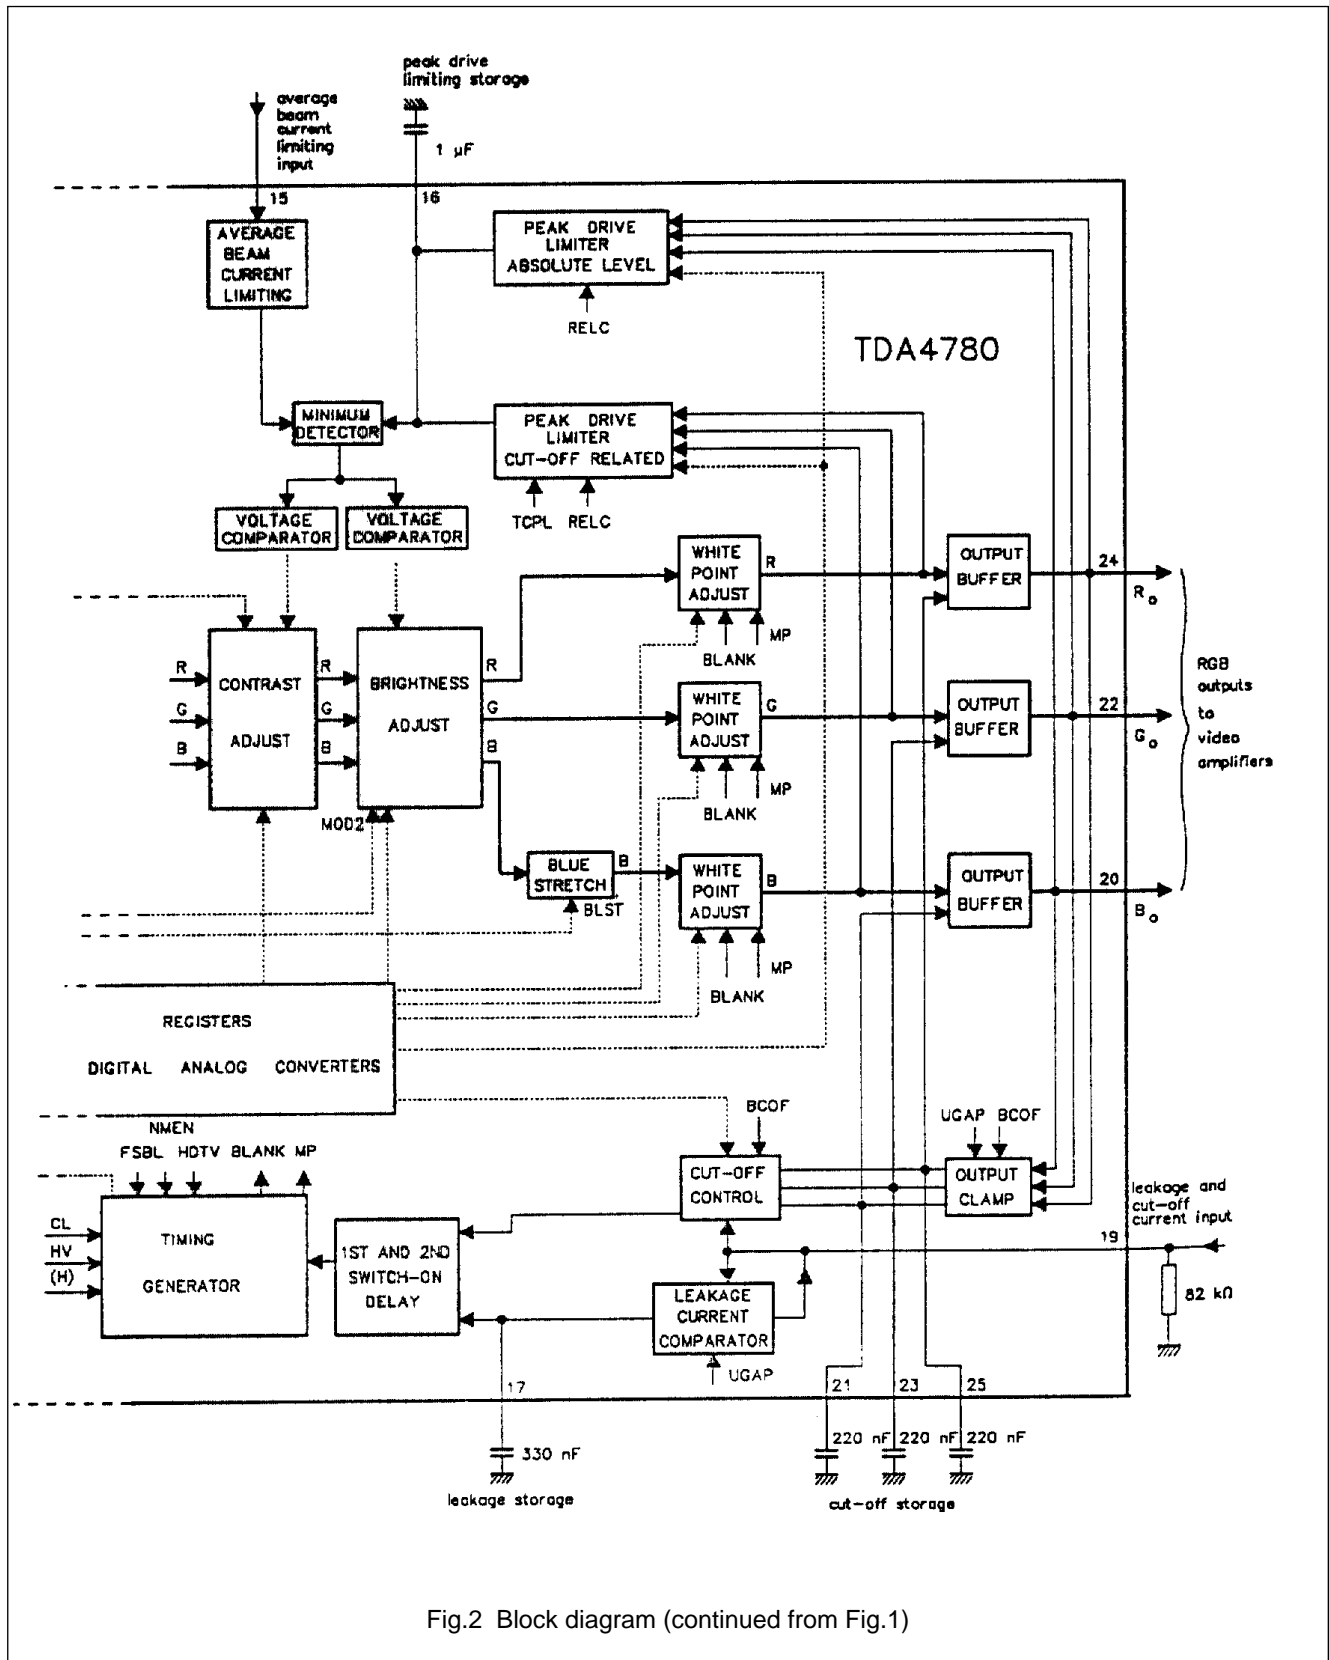 peak drive
limiting storage
average
beam
current
limiting
input
1 µF
15
16
AVERAGE
BEAM
CURRENT
LIMITING
PEAK DRIVE
LIMITER
ABSOLUTE LEVEL
RELC
TDA4780
MINIMUM
DETECTOR
PEAK DRIVE
LIMITER
CUT-OFF RELATED
TCPL
RELC
VOLTAGE
COMPARATOR
VOLTAGE
COMPARATOR
WHITE
POINT
ADJUST
R
OUTPUT
BUFFER
24
Ro
MP
BLANK
R
G
B
CONTRAST
ADJUST
R
G
B
BRIGHTNESS
ADJUST
R
G
B
WHITE
POINT
ADJUST
G
OUTPUT
BUFFER
22
Go
RGB
outputs
to
video
amplifiers
MP
BLANK
MOD2
BLUE
STRETCH
B
BLST
WHITE
POINT
ADJUST
B
OUTPUT
BUFFER
20
Bo
MP
BLANK
REGISTERS
DIGITAL ANALOG CONVERTERS
NMEN
FSBL HDTV BLANK MP
BCOF
UGAP BCOF
CUT-OFF
CONTROL
OUTPUT
CLAMP
leakage and
cut-off
current input
CL
HV
(H)
TIMING
GENERATOR
1ST AND 2ND
SWITCH-ON
DELAY
19
LEAKAGE
CURRENT
COMPARATOR
82 kΩ
UGAP
17
21
23
25
330 nF
220 nF
220 nF
220 nF
leakage storage
cut-off storage
Fig.2 Block diagram (continued from Fig.1)